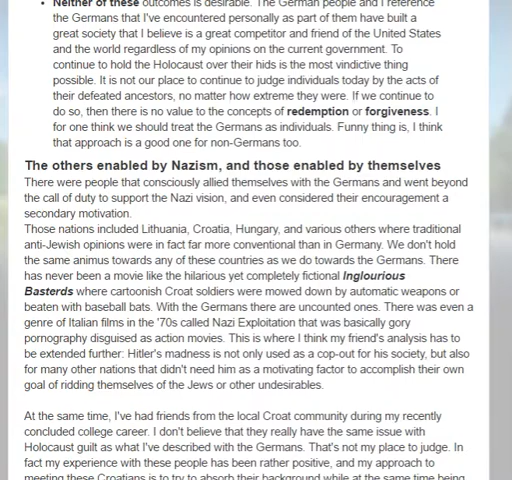 Neither of these outcomes is desirable. The German people and I reference
the Germans that I've encountered personally as part of them have built a
great society that I believe is a great competitor and friend of the United States
and the world regardless of my opinions on the current government. To
continue to hold the Holocaust over their hids is the most vindictive thing
possible. It is not our place to continue to judge individuals today by the acts of
their defeated ancestors, no matter how extreme they were. If we continue to
do so, then there is no value to the concepts of redemption or forgiveness. I
for one think we should treat the Germans as individuals. Funny thing is, I think
that approach is a good one for non-Germans too.
The others enabled by Nazism, and those enabled by themselves
There were people that consciously allied themselves with the Germans and went beyond
the call of duty to support the Nazi vision, and even considered their encouragement a
secondary motivation.
Those nations included Lithuania, Croatia, Hungary, and various others where traditional
anti-Jewish opinions were in fact far more conventional than in Germany. We don't hold
the same animus towards any of these countries as we do towards the Germans. There
has never been a movie like the hilarious yet completely fictional Inglourious
Basterds where cartoonish Croat soldiers were mowed down by automatic weapons or
beaten with baseball bats. With the Germans there are uncounted ones. There was even a
genre of Italian films in the '70s called Nazi Exploitation that was basically gory
pornography disguised as action movies. This is where I think my friend's analysis has to
be extended further: Hitler's madness is not only used as a cop-out for his society, but also
for many other nations that didn't need him as a motivating factor to accomplish their own
goal of ridding themselves of the Jews or other undesirables.
At the same time, I've had friends from the local Croat community during my recently
concluded college career. I don't believe that they really have the same issue with
Holocaust guilt as what I've described with the Germans. That's not my place to judge. In
fact my experience with these people has been rather positive, and my approach to
meeting these Croatians is to try to absorb their background while at the same time being